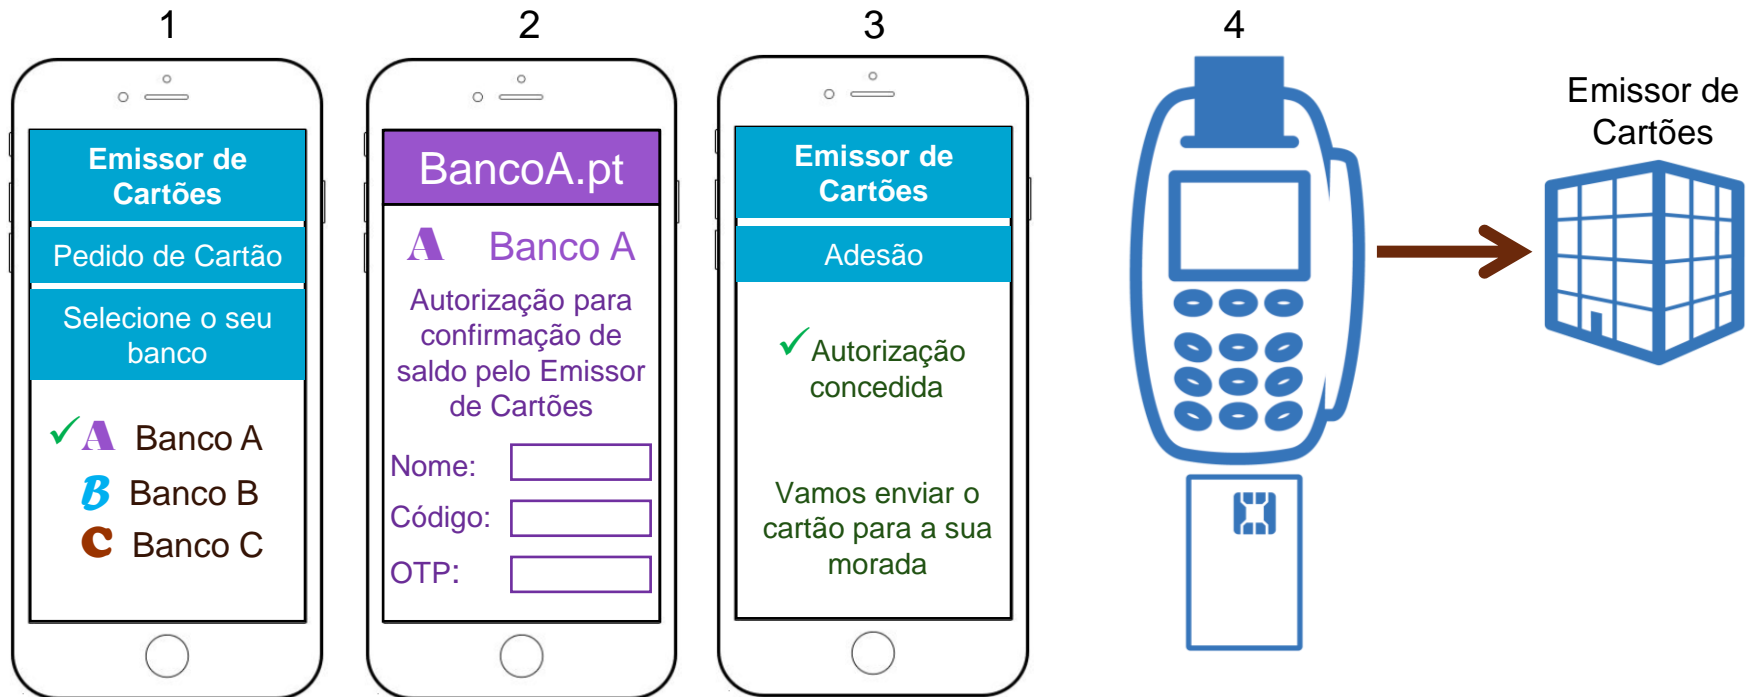 1
2
3
4
Emissor de
Cartões
Pedido de Cartão
Selecione o seu
banco
A Banco A
B Banco B
C Banco C
BancoA.pt
A Banco A
Autorização para
confirmação de
saldo pelo Emissor
de Cartões
Nome:
Código:
OTP:
Emissor de
Cartões
Adesão
Autorização
concedida
Vamos enviar o
cartão para a sua
morada
Emissor de
Cartões